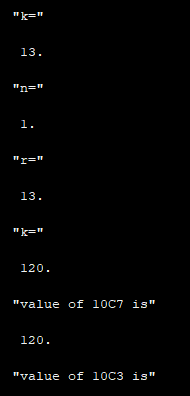 "k="
13.
"n="
1.
"r="
13.
"k="
120.
"value of 10C7 is"
120.
"value of 10C3 is"